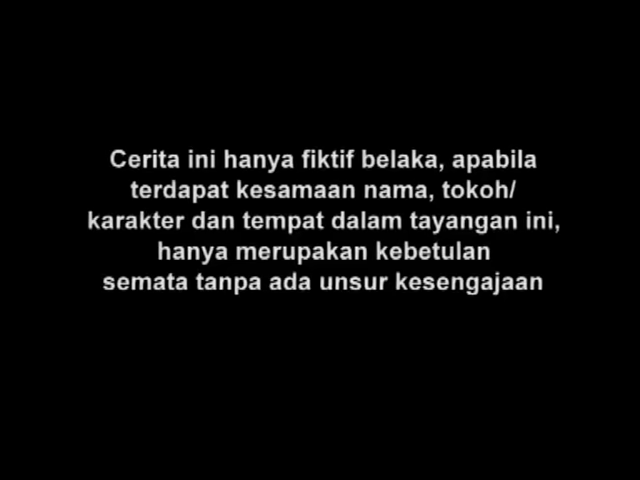 Cerita ini hanya fiktif belaka, apabila
terdapat kesamaan nama, tokoh/
karakter dan tempat dalam tayangan ini,
hanya merupakan kebetulan
semata tanpa ada unsur kesengajaan